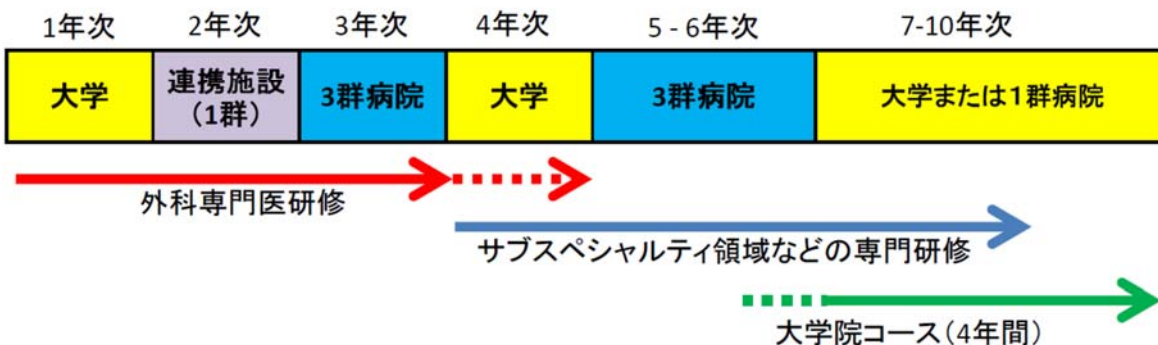 1年次 2年次 3年次 4年次 5 - 6年次 7-10年次
大学 連携施設 3群病院 大学 3群病院 大学または1群病院
(1群)
外科専門医研修
サブスペシャルティ領域などの専門研修
大学院コース(4年間)